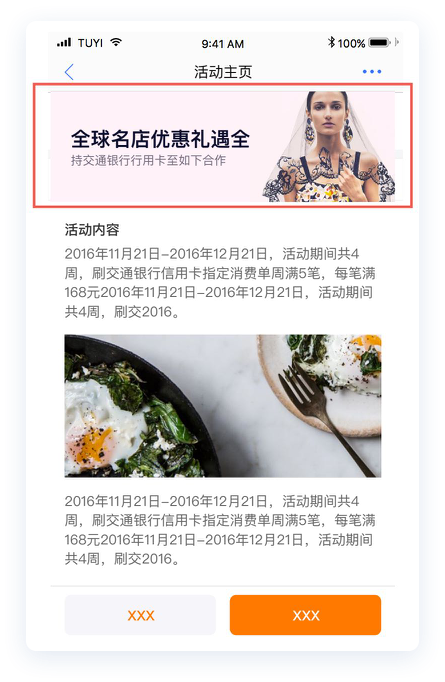 TUYI
9:41 AM
100%
活动主页
全球名店优惠礼遇全
持交通银行行用卡至如下合作
活动内容
2016年11月21日-2016年12月21日，活动期间共4
周，刷交通银行信用卡指定消费单周满5笔，每笔满
168元2016年11月21日-2016年12月21日，活动期间
共4周，刷交2016。
2016年11月21日-2016年12月21日，活动期间共4
周，刷交通银行信用卡指定消费单周满5笔，每笔满
168元2016年11月21日-2016年12月21日，活动期间
共4周，刷交2016。
XXX
XXX